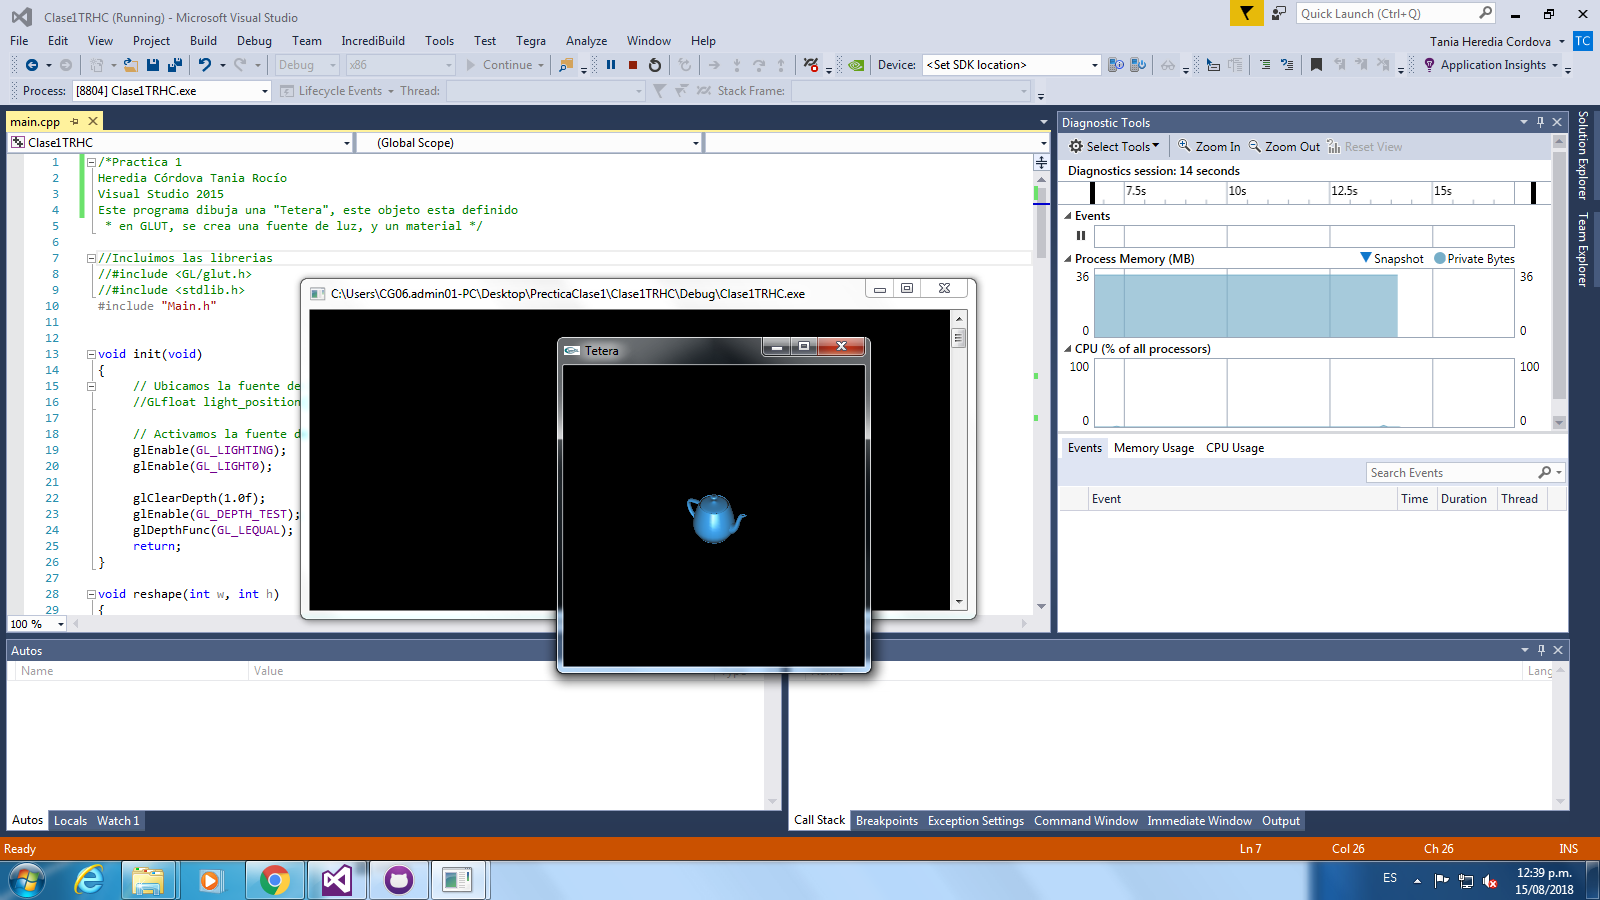 Clase1TRHC (Running) - Microsoft Visual Studio
Quick Launch (Ctrl+Q)
File Edit View Project Build Debug Team IncrediBuild Tools Test Tegra Analyze Window Help
Tania Heredia Cordova TC
Debug x86 Continue Device: <Set SDK location> Application Insights
Process: [8804] Clase1TRHC.exe Lifecycle Events Thread: Stack Frame:
main.cpp
Clase1TRHC (Global Scope)
1 /*Practica 1
2 Heredia Córdova Tania Rocío
3 Visual Studio 2015
4 Este programa dibuja una "Tetera", este objeto esta definido
5 * en GLUT, se crea una fuente de luz, y un material */
6
7 //Incluimos las librerias
8 //#include <GL/glut.h>
9 //#include <stdlib.h>
10 #include "Main.h"
11
12
13 void init(void)
14 {
15 // Ubicamos la fuente de
16 //GLfloat light_position
17
18 // Activamos la fuente d
19 glEnable(GL_LIGHTING);
20 glEnable(GL_LIGHT0);
21
22 glClearDepth(1.0f);
23 glEnable(GL_DEPTH_TEST);
24 glDepthFunc(GL_LEQUAL);
25 return;
26 }
27
28 void reshape(int w, int h)
29 {
100 %
C:\Users\CG06.admin01-PC\Desktop\PrecticaClase1\Clase1TRHC\Debug\Clase1TRHC.exe
Tetera
Diagnostic Tools
Select Tools Zoom In Zoom Out Reset View
Diagnostics session: 14 seconds
7.5s 10s 12.5s 15s
Events
Process Memory (MB) Snapshot Private Bytes
36 36
0 0
CPU (% of all processors)
100 100
0 0
Events Memory Usage CPU Usage
Search Events
Event Time Duration Thread
Solution Explorer
Team Explorer
Autos
Name Value Type
Lang
Autos Locals Watch 1
Call Stack Breakpoints Exception Settings Command Window Immediate Window Output
Ready Ln 7 Col 26 Ch 26 INS
ES
12:39 p.m.
15/08/2018